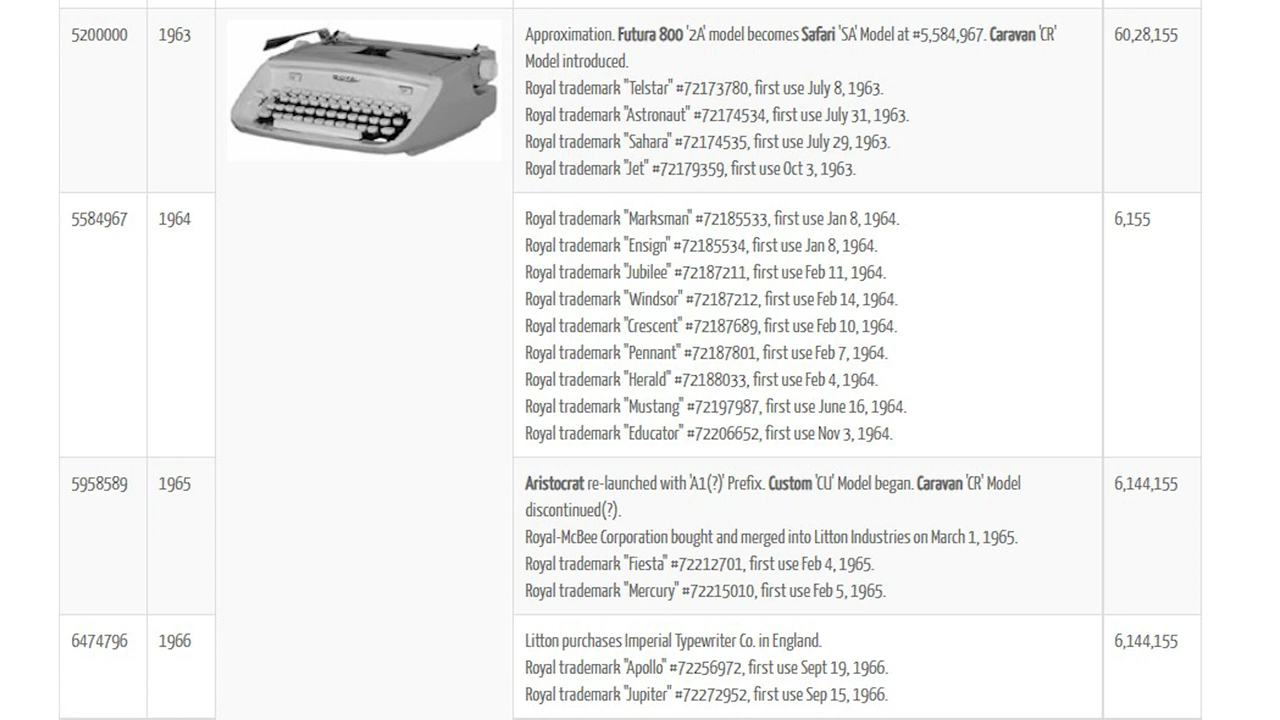 5200000
1963
ROYAL
Approximation. Futura 800 '2A' model becomes Safari 'SA' Model at #5,584,967. Caravan 'CR'
Model introduced.
Royal trademark "Telstar" #72173780, first use July 8, 1963.
Royal trademark "Astronaut" #72174534, first use July 31, 1963.
Royal trademark "Sahara" #72174535, first use July 29, 1963.
Royal trademark "Jet" #72179359, first use Oct 3, 1963.
60,28,155
5584967
1964
Royal trademark "Marksman" #72185533, first use Jan 8, 1964.
Royal trademark "Ensign" #72185534, first use Jan 8, 1964.
Royal trademark "Jubilee" #72187211, first use Feb 11, 1964.
Royal trademark "Windsor" #72187212, first use Feb 14, 1964.
Royal trademark "Crescent" #72187689, first use Feb 10, 1964.
Royal trademark "Pennant" #72187801, first use Feb 7, 1964.
Royal trademark "Herald" #72188033, first use Feb 4, 1964.
Royal trademark "Mustang" #72197987, first use June 16, 1964.
Royal trademark "Educator" #72206652, first use Nov 3, 1964.
6,155
5958589
1965
Aristocrat re-launched with 'A1(?)' Prefix. Custom 'CU' Model began. Caravan 'CR' Model
discontinued(?).
Royal-McBee Corporation bought and merged into Litton Industries on March 1, 1965.
Royal trademark "Fiesta" #72212701, first use Feb 4, 1965.
Royal trademark "Mercury" #72215010, first use Feb 5, 1965.
6,144,155
6474796
1966
Litton purchases Imperial Typewriter Co. in England.
Royal trademark "Apollo" #72256972, first use Sept 19, 1966.
Royal trademark "Jupiter" #72272952, first use Sep 15, 1966.
6,144,155